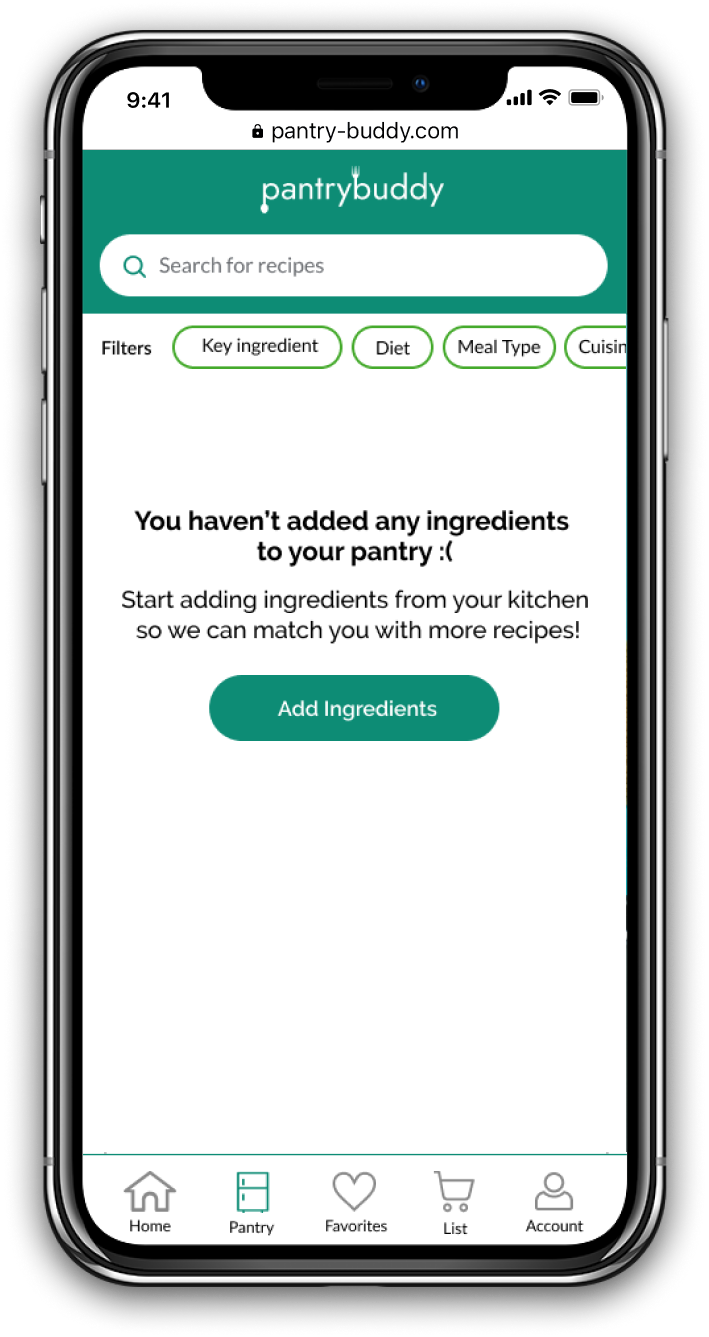 9:41
pantry-buddy.com
pantrybuddy
Search for recipes
Filters Key ingredient Diet Meal Type Cuisin
You haven’t added any ingredients
to your pantry :(
Start adding ingredients from your kitchen
so we can match you with more recipes!
Add Ingredients
Home Pantry Favorites List Account